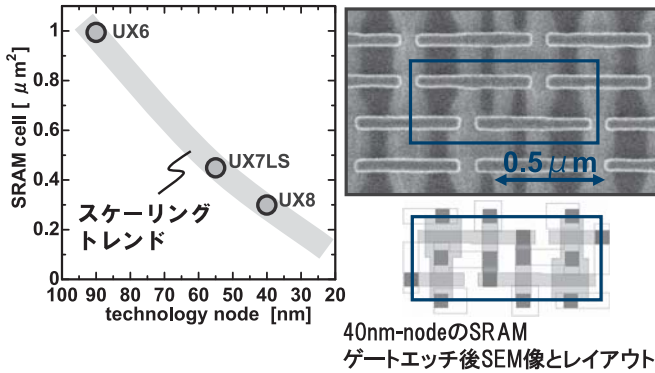 SRAM cell [ μm²]
1
0.8
0.6
0.4
0.2
0
100 90 80 70 60 50 40 30 20
technology node [nm]
UX6
UX7LS
UX8
スケーリング
トレンド
0.5μm
40nm-nodeのSRAM
ゲートエッチ後SEM像とレイアウト